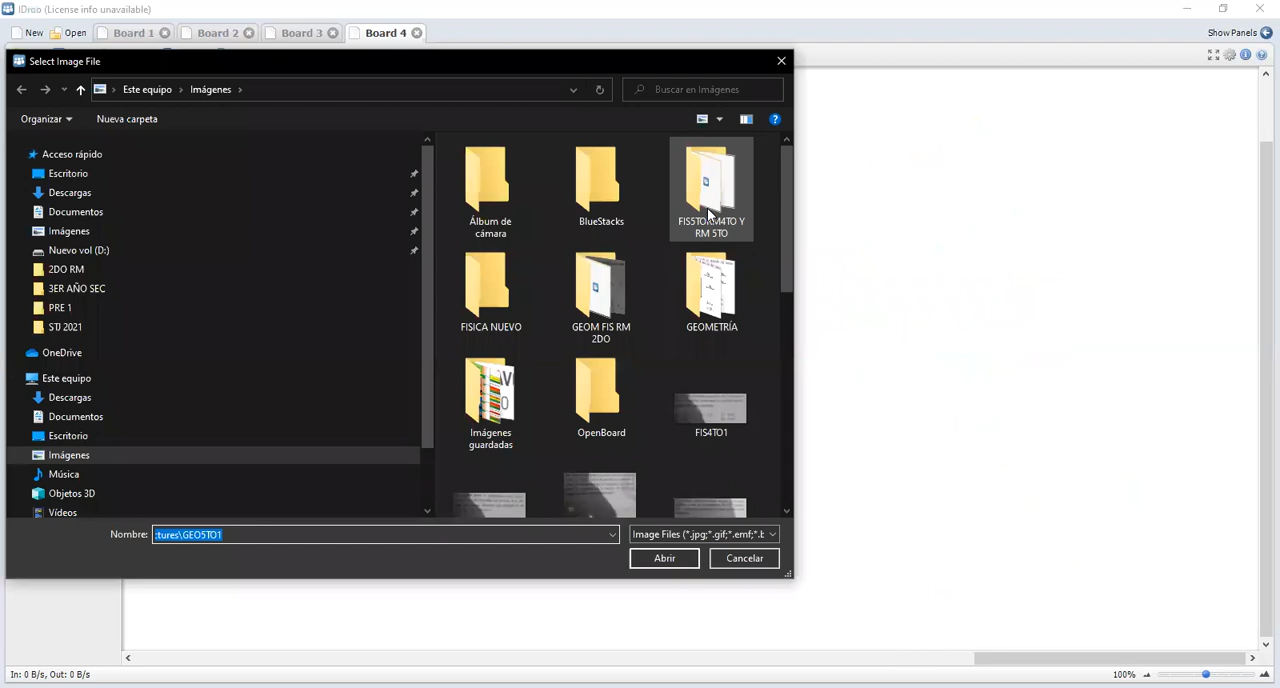 IDroo (License info unavailable)
New Open Board 1 Board 2 Board 3 Board 4 Show Panels
Select Image File
Este equipo Imágenes Buscar en Imágenes
Organizar Nueva carpeta
Acceso rápido
Escritorio
Descargas
Documentos
Imágenes
Nuevo vol (D:)
2DO RM
3ER AÑO SEC
PRE 1
STJ 2021
OneDrive
Este equipo
Descargas
Documentos
Escritorio
Imágenes
Música
Objetos 3D
Vídeos
Álbum de
cámara
BlueStacks
RM 5TO
FISICA NUEVO
GEOM FIS RM
2DO
GEOMETRÍA
Imágenes
guardadas
OpenBoard
FIS4TO1
Nombre: :tures\GEO5TO1 Image Files (*.jpg;*.gif;*.emf;*.b
Abrir Cancelar
In: 0 B/s, Out: 0 B/s 100%